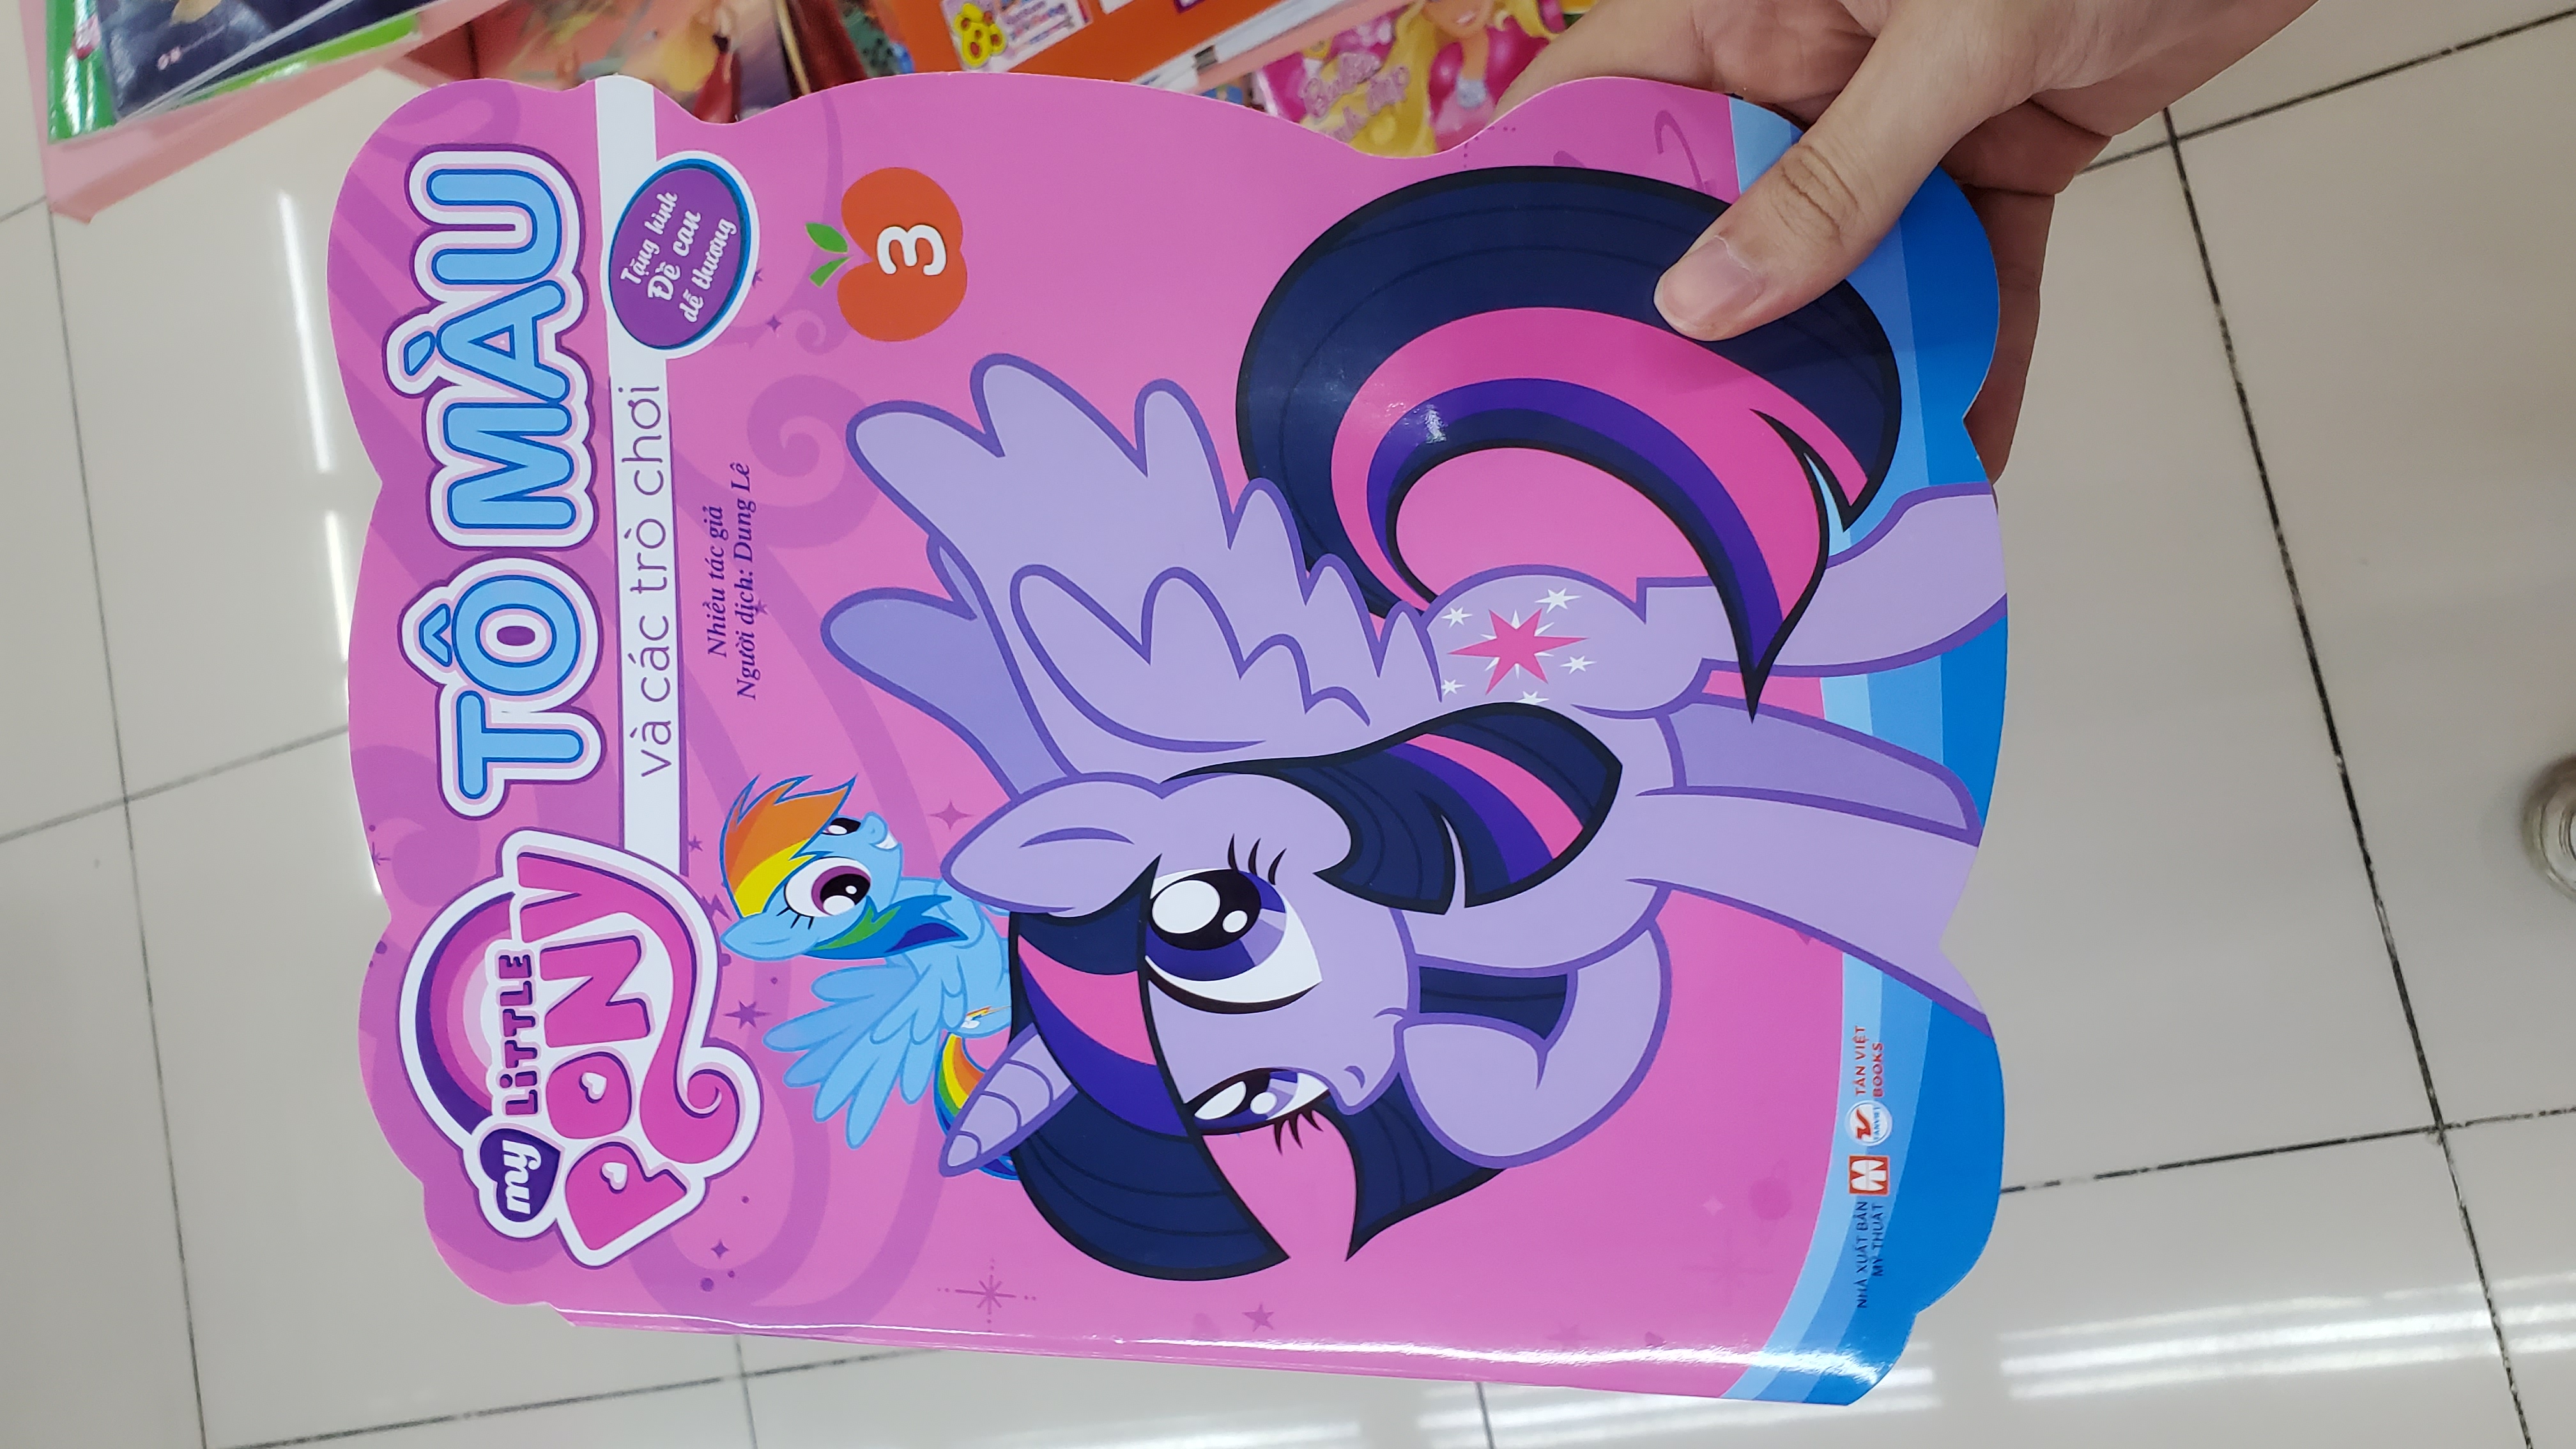 my LiTTLE
PONY
TÔ MÀU
và các trò chơi
Tặng hình
Đề can
dễ thương
Nhiều tác giả
Người dịch: Dung Lê
3
NHÀ XUẤT BẢN
MỸ THUẬT
TANVIET
TÂN VIỆT
BOOKS